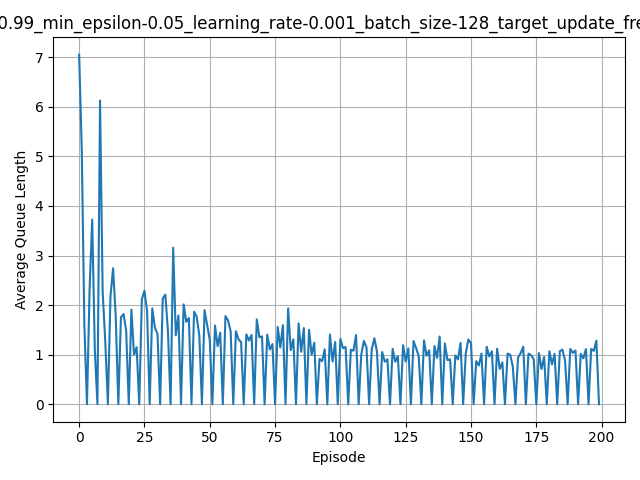 0.99_min_epsilon-0.05_learning_rate-0.001_batch_size-128_target_update_fre
7
6
5
4
3
2
1
0
Average Queue Length
0 25 50 75 100 125 150 175 200
Episode